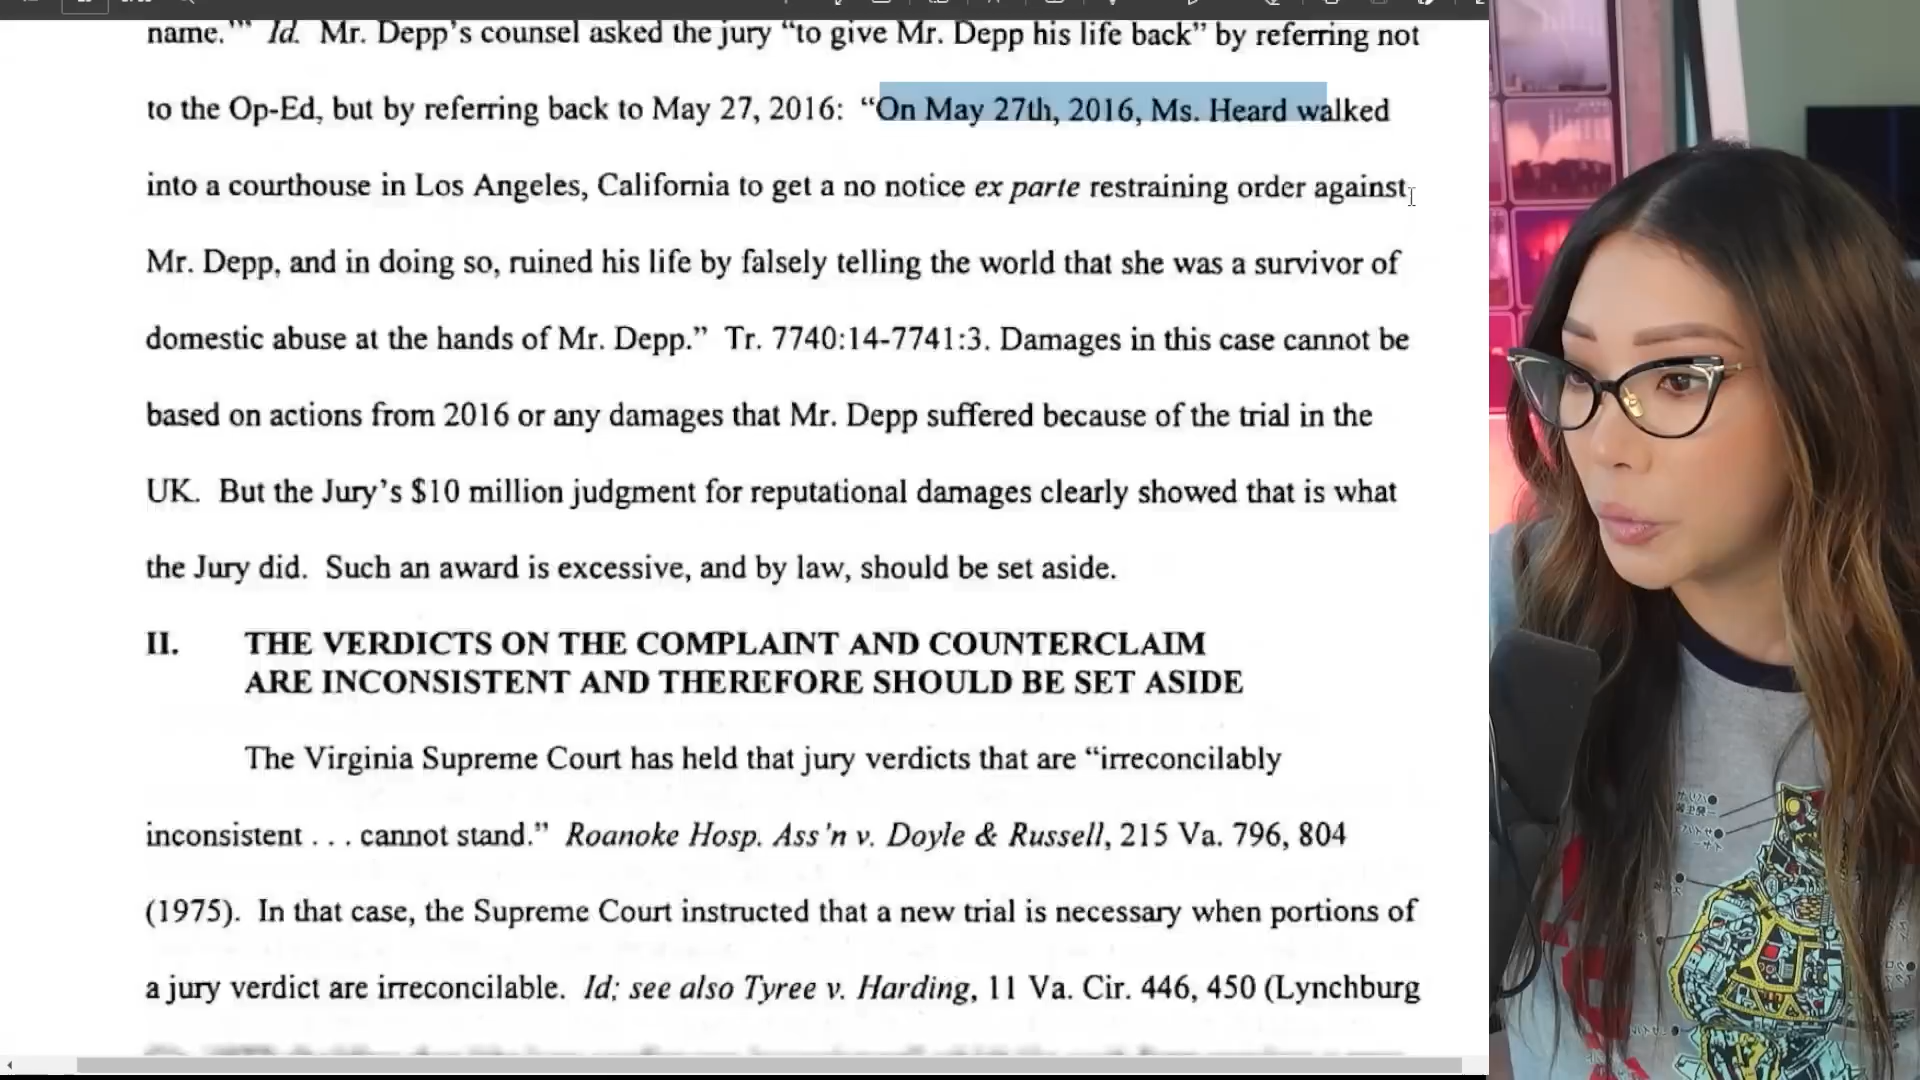 name.’” Id. Mr. Depp’s counsel asked the jury “to give Mr. Depp his life back” by referring not
to the Op-Ed, but by referring back to May 27, 2016: “On May 27th, 2016, Ms. Heard walked
into a courthouse in Los Angeles, California to get a no notice ex parte restraining order against
Mr. Depp, and in doing so, ruined his life by falsely telling the world that she was a survivor of
domestic abuse at the hands of Mr. Depp.” Tr. 7740:14-7741:3. Damages in this case cannot be
based on actions from 2016 or any damages that Mr. Depp suffered because of the trial in the
UK. But the Jury’s $10 million judgment for reputational damages clearly showed that is what
the Jury did. Such an award is excessive, and by law, should be set aside.
II. THE VERDICTS ON THE COMPLAINT AND COUNTERCLAIM
ARE INCONSISTENT AND THEREFORE SHOULD BE SET ASIDE
The Virginia Supreme Court has held that jury verdicts that are “irreconcilably
inconsistent . . . cannot stand.” Roanoke Hosp. Ass’n v. Doyle & Russell, 215 Va. 796, 804
(1975). In that case, the Supreme Court instructed that a new trial is necessary when portions of
a jury verdict are irreconcilable. Id; see also Tyree v. Harding, 11 Va. Cir. 446, 450 (Lynchburg